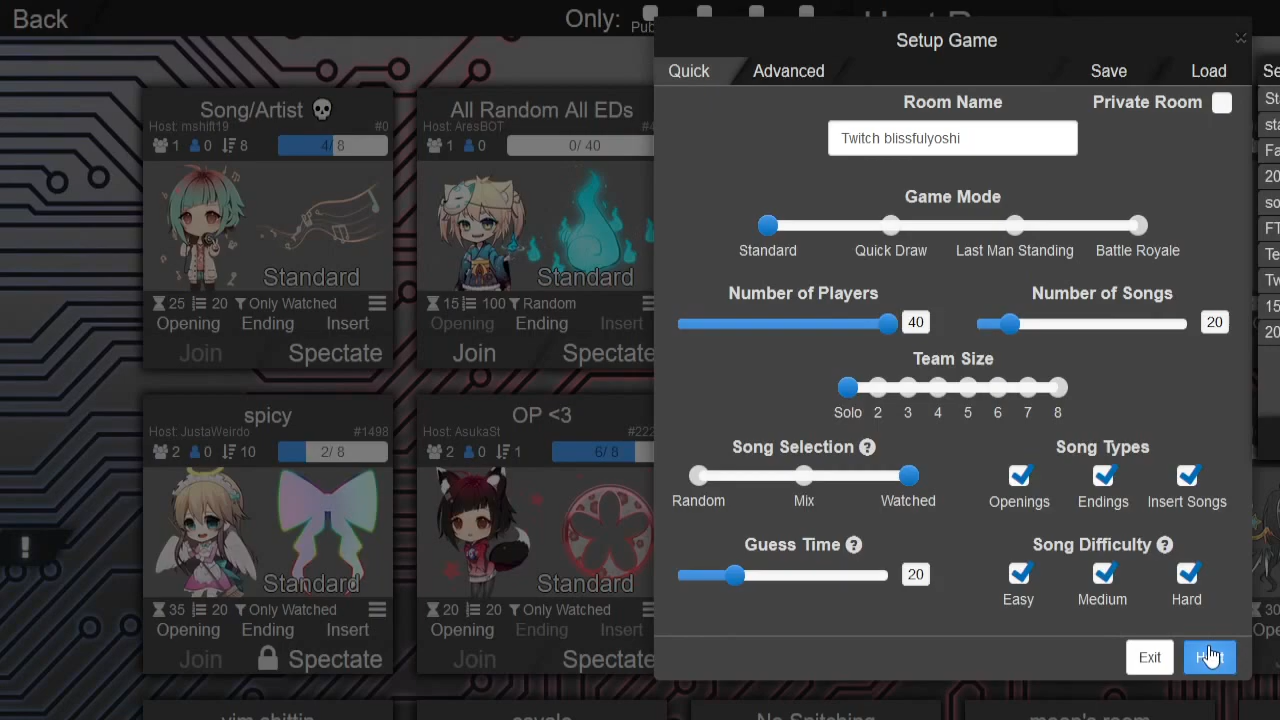 Back
Only:
Pub
Setup Game
Quick
Advanced
Save
Load
Room Name
Private Room
Twitch blissfulyoshi
Game Mode
Standard
Quick Draw
Last Man Standing
Battle Royale
Number of Players
40
Number of Songs
20
Team Size
Solo 2 3 4 5 6 7 8
Song Selection ?
Random
Mix
Watched
Song Types
Openings
Endings
Insert Songs
Guess Time ?
20
Song Difficulty ?
Easy
Medium
Hard
Exit
Song/Artist
Host: mshift19
#0
1 0 8
4/ 8
Standard
25 20 Only Watched
Opening Ending Insert
Join Spectate
All Random All EDs
Host: AresBOT
1 0
0/ 40
Standard
15 100 Random
Opening Ending Insert
Join Spectate
spicy
Host: JustaWeirdo
#1498
2 0 10
2/ 8
Standard
35 20 Only Watched
Opening Ending Insert
Join Spectate
!
OP <3
Host: AsukaSt
#222
2 0 1
6/ 8
Standard
20 20 Only Watched
Opening Ending Insert
Join Spectate
No Spitching